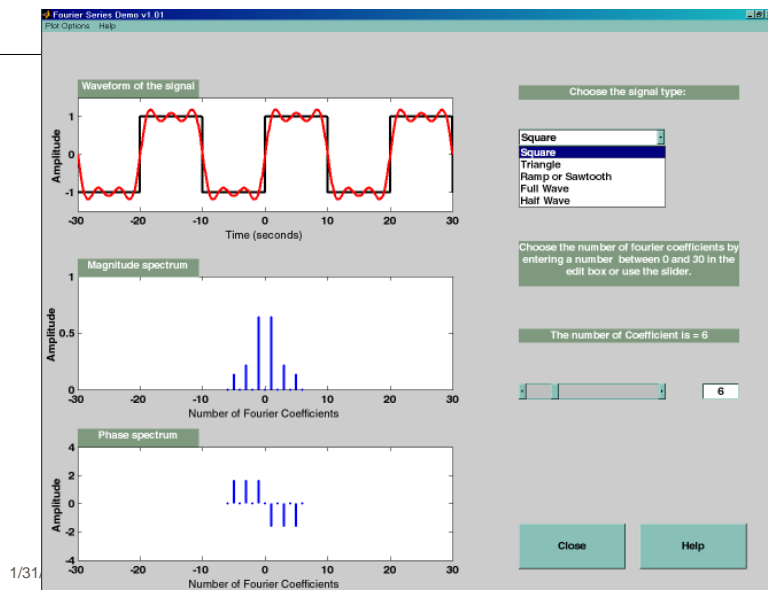 Fourier Series Demo v1.01
Plot Options Help
Waveform of the signal
Amplitude
1
0
-1
-30 -20 -10 0 10 20 30
Time (seconds)
Magnitude spectrum
Amplitude
1
0.5
0
-30 -20 -10 0 10 20 30
Number of Fourier Coefficients
Phase spectrum
Amplitude
4
2
0
-2
-4
-30 -20 -10 0 10 20 30
Number of Fourier Coefficients
Choose the signal type:
Square
Square
Triangle
Ramp or Sawtooth
Full Wave
Half Wave
Choose the number of fourier coefficients by
entering a number between 0 and 30 in the
edit box or use the slider.
The number of Coefficient is = 6
6
Close Help
1/31/